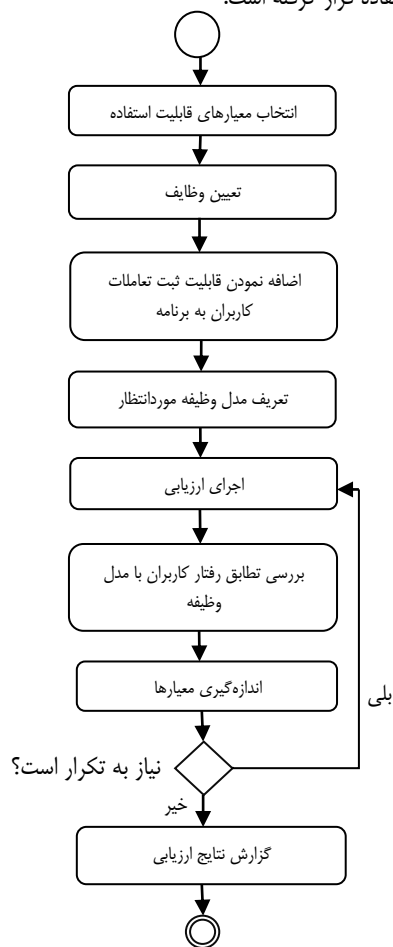 انتخاب معیارهای قابلیت استفاده
تعیین وظایف
اضافه نمودن قابلیت ثبت تعاملات
کاربران به برنامه
تعریف مدل وظیفه موردانتظار
اجرای ارزیابی
بررسی تطابق رفتار کاربران با مدل
وظیفه
اندازه‌گیری معیارها
بلی
نیاز به تکرار است؟
خیر
گزارش نتایج ارزیابی